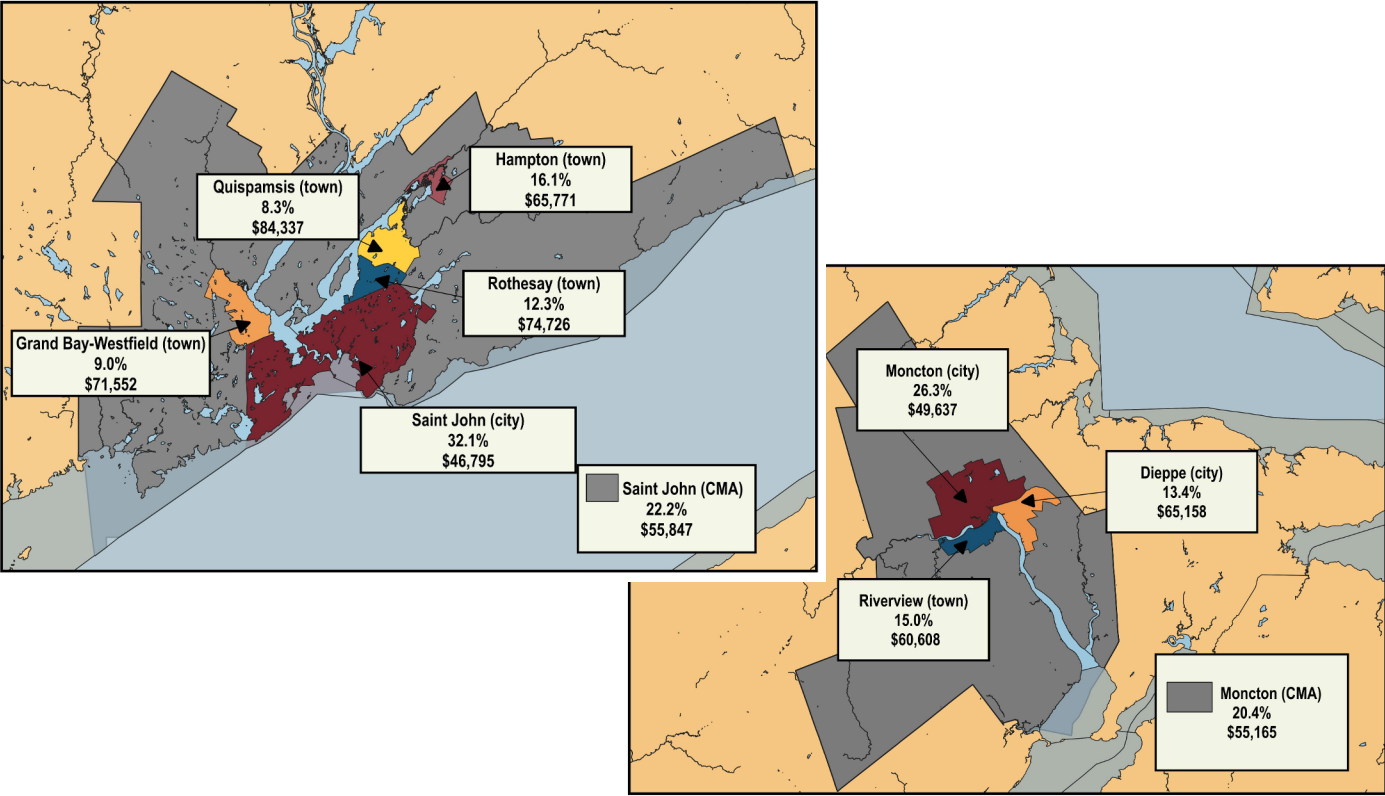 Hampton (town)
16.1%
$65,771
Quispamsis (town)
8.3%
$84,337
Rothesay (town)
12.3%
$74,726
Grand Bay-Westfield (town)
9.0%
$71,552
Saint John (city)
32.1%
$46,795
Saint John (CMA)
22.2%
$55,847
Moncton (city)
26.3%
$49,637
Dieppe (city)
13.4%
$65,158
Riverview (town)
15.0%
$60,608
Moncton (CMA)
20.4%
$55,165